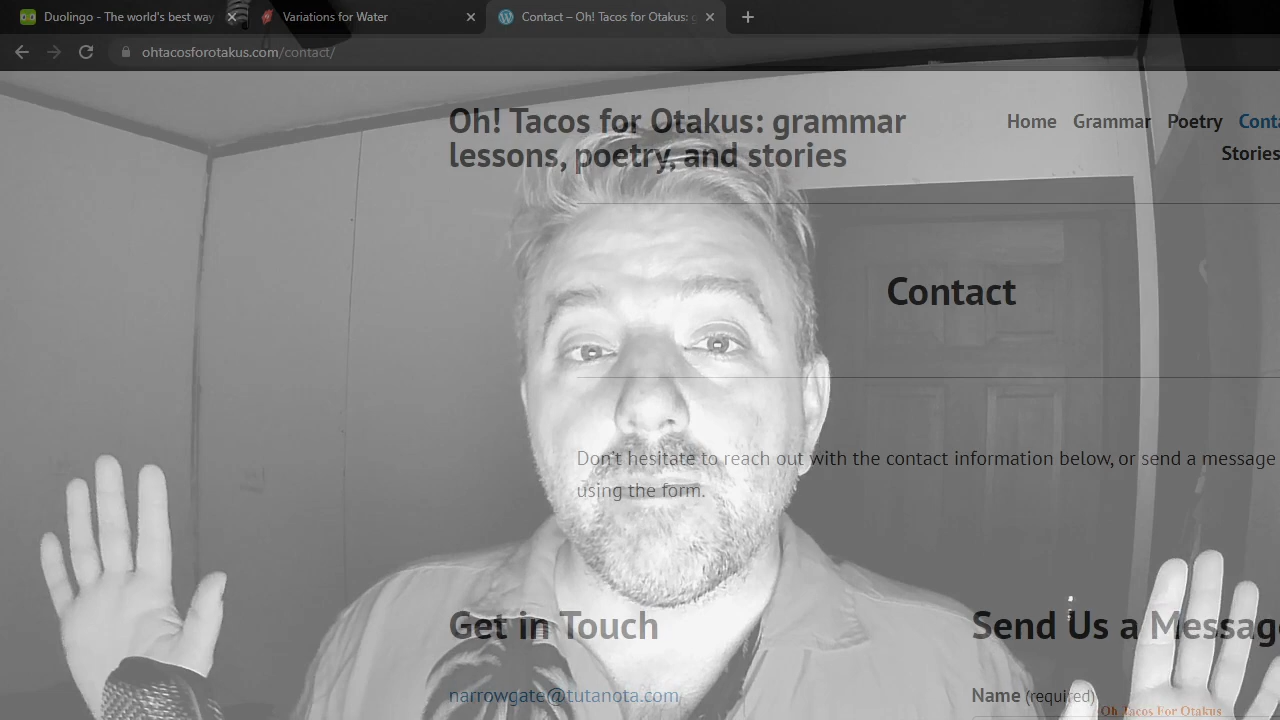 Duolingo - The world's best way
Variations for Water
Contact – Oh! Tacos for Otakus: g
ohtacosforotakus.com/contact/
Oh! Tacos for Otakus: grammar
lessons, poetry, and stories
Home Grammar Poetry Conta
Stories
Contact
Don't hesitate to reach out with the contact information below, or send a message
using the form.
Get in Touch
Send Us a Messag
narrowgate@tutanota.com
Name (required)
Oh Tacos For Otakus